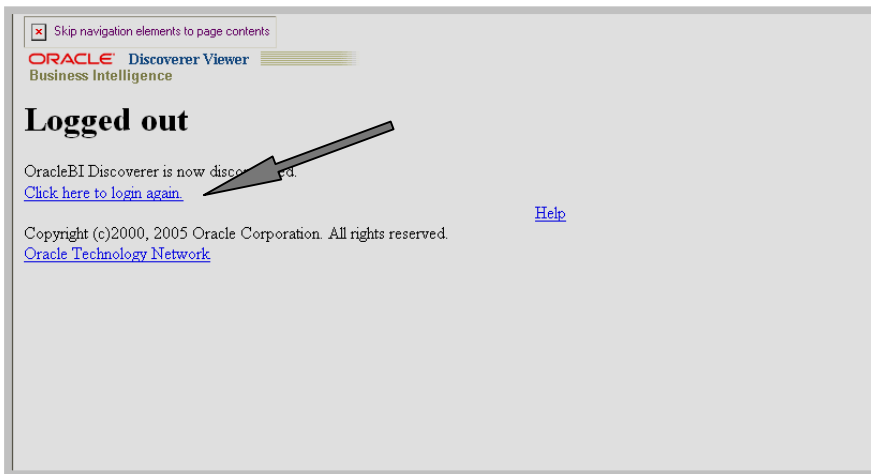 Skip navigation elements to page contents
ORACLE Discoverer Viewer
Business Intelligence
Logged out
OracleBI Discoverer is now
Click here to login again.
Help
Copyright (c)2000, 2005 Oracle Corporation. All rights reserved.
Oracle Technology Network